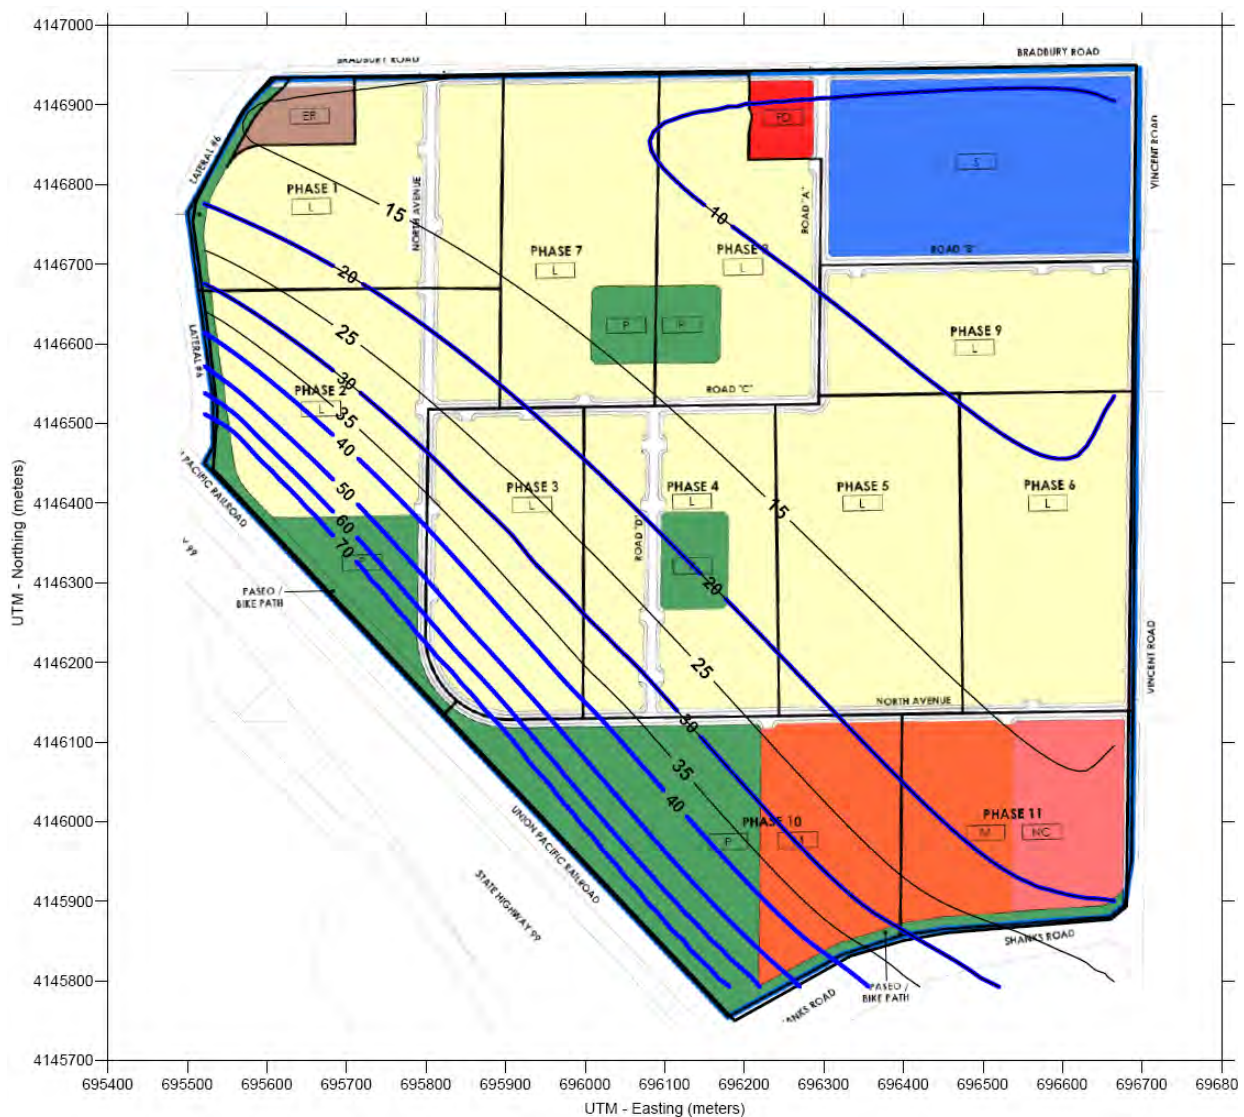 4147000
4146900
4146800
4146700
4146600
4146500
4146400
4146300
4146200
4146100
4146000
4145900
4145800
4145700
UTM - Northing (meters)
BRADBURY ROAD
BRADBURY ROAD
LATERAL #6
ER
PD
S
VINCENT ROAD
PHASE 1
L
NORTH AVENUE
15
ROAD "A"
10
PHASE 7
L
L
ROAD "B"
20
25
P
P
PHASE 9
L
LATERAL #6
30
PHASE 2
L
35
ROAD "C"
40
PACIFIC RAILROAD
50
60
70
PHASE 3
L
PHASE 4
L
PHASE 5
L
PHASE 6
L
15
ROAD "D"
20
PASEO /
BIKE PATH
25
VINCENT ROAD
NORTH AVENUE
30
35
40
PHASE 10
P
PHASE 11
M
NC
UNION PACIFIC RAILROAD
STATE HIGHWAY 99
SHANKS ROAD
PASEO /
BIKE PATH
695400
695500
695600
695700
695800
695900
696000
696100
696200
696300
696400
696500
696600
696700
69680
UTM - Easting (meters)